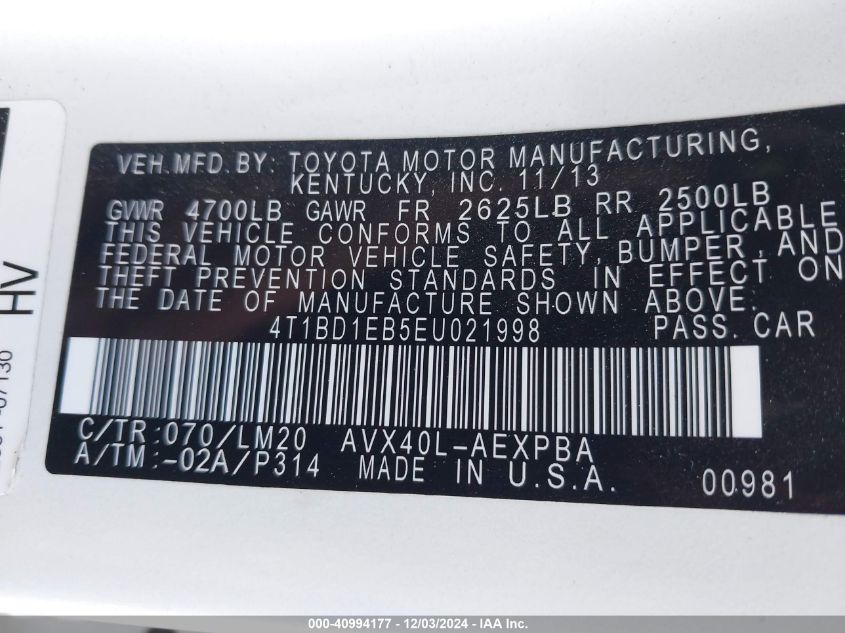 VEH.MFD.BY: TOYOTA MOTOR MANUFACTURING,
KENTUCKY, INC. 11/13
GVWR 4700LB GAWR FR 2625LB RR 2500LB
THIS VEHICLE CONFORMS TO ALL APPLICABLE
FEDERAL MOTOR VEHICLE SAFETY, BUMPER, AND
THEFT PREVENTION STANDARDS IN EFFECT ON
THE DATE OF MANUFACTURE SHOWN ABOVE.
4T1BD1EB5EU021998 PASS.CAR
C/TR:070/LM20 AVX40L-AEXPBA
A/TM:-02A/P314 MADE IN U.S.A. 00981
HV
000-40994177 - 12/03/2024 - IAA Inc.